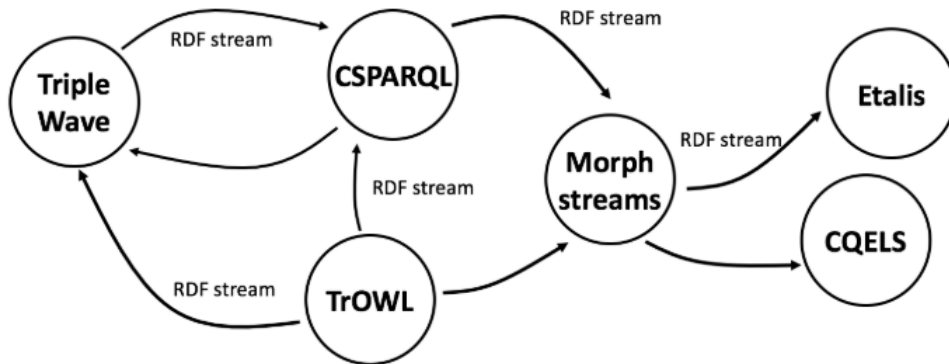 RDF stream
RDF stream
Triple
Wave
CSPARQL
Etalis
RDF stream
Morph
streams
RDF stream
CQELS
RDF stream
TrOWL